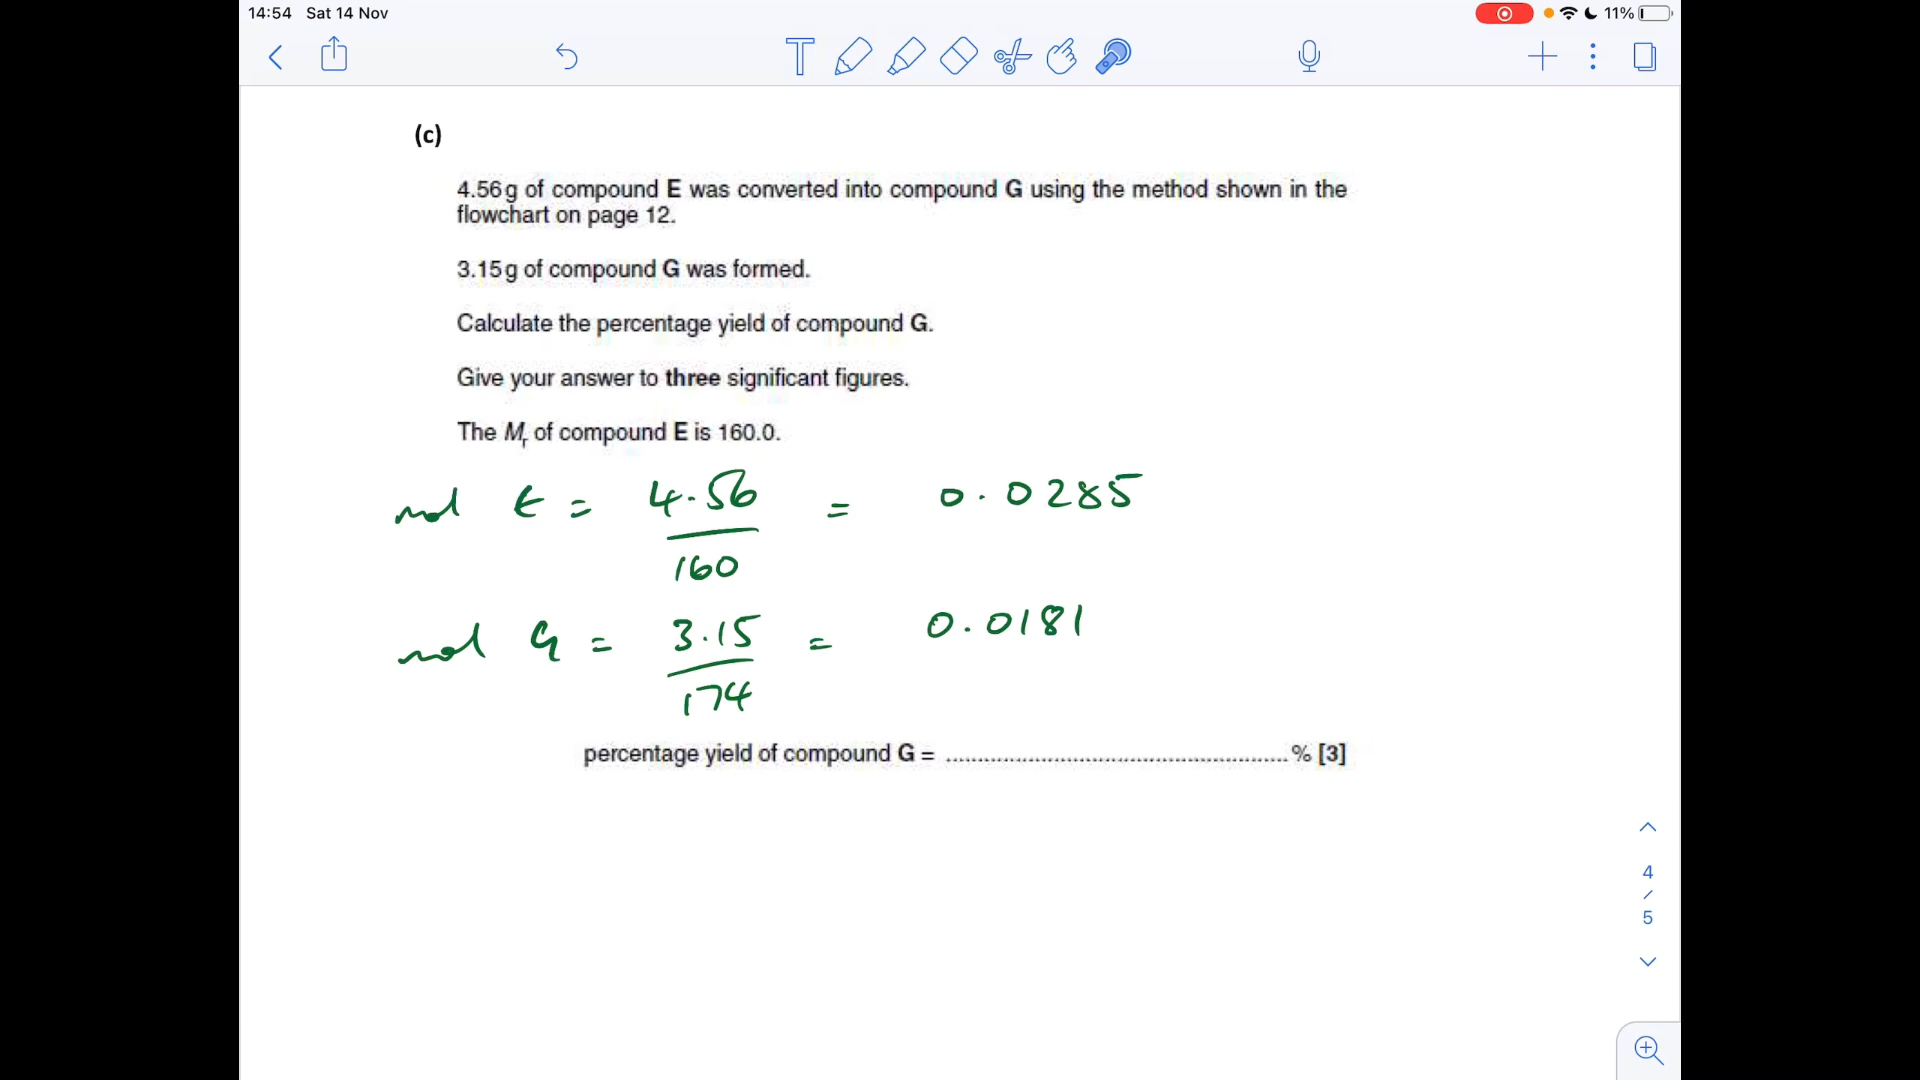 14:54 Sat 14 Nov
11%
T
(c)
4.56g of compound E was converted into compound G using the method shown in the
flowchart on page 12.
3.15g of compound G was formed.
Calculate the percentage yield of compound G.
Give your answer to three significant figures.
The Mr of compound E is 160.0.
mol E = 4.56 = 0.0285
160
mol G = 3.15 = 0.0181
174
percentage yield of compound G = ...................................................... % [3]
4
/
5